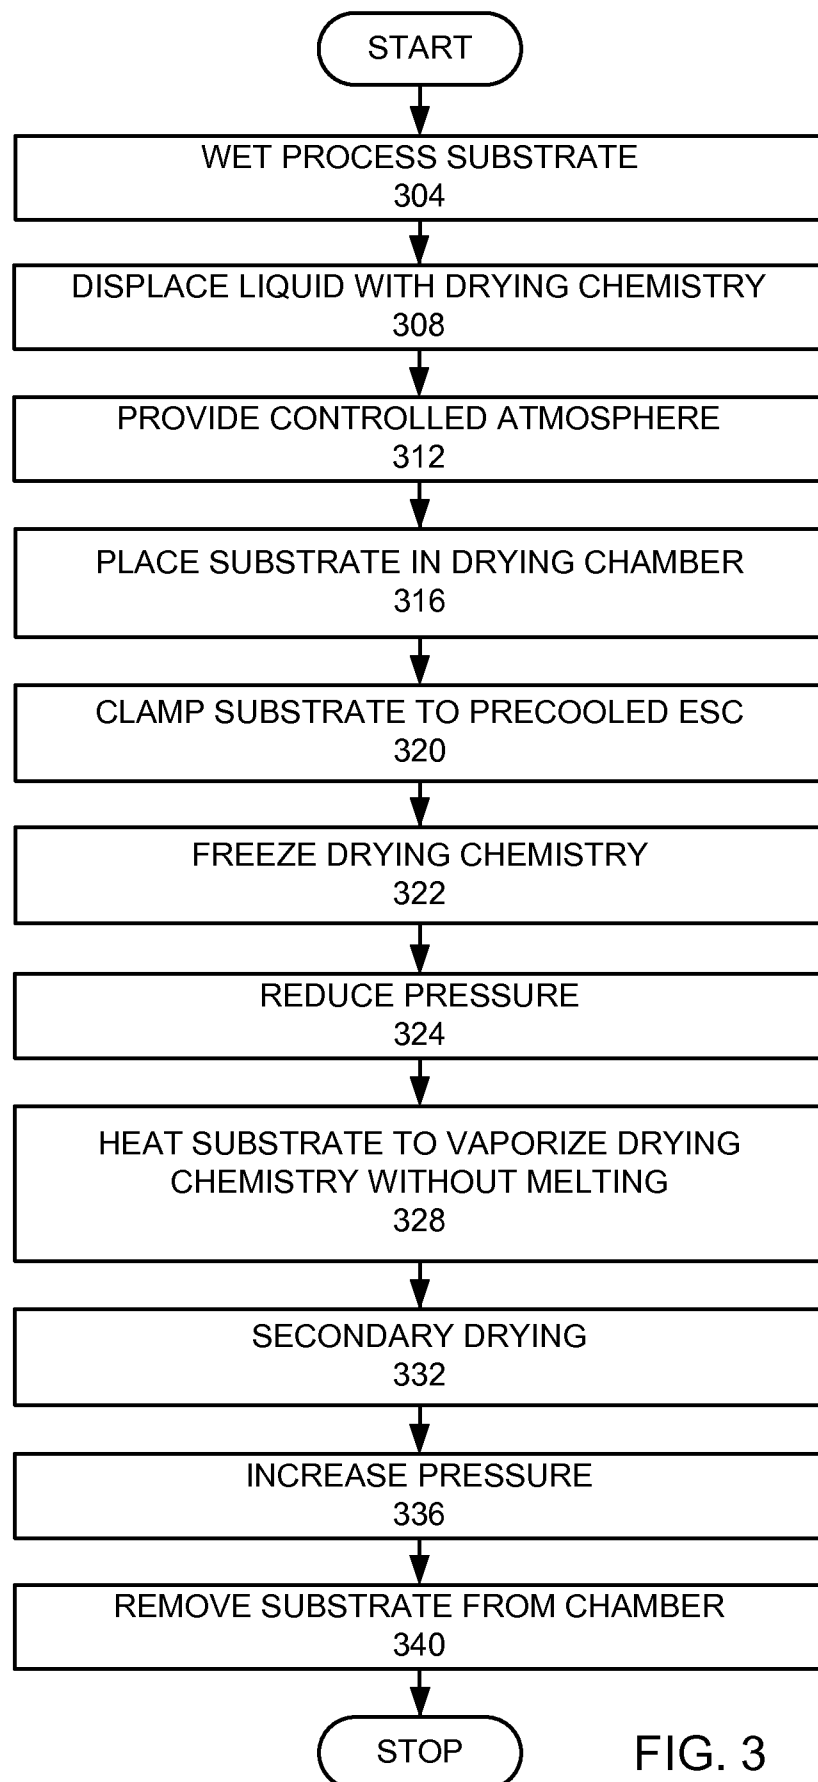 START
WET PROCESS SUBSTRATE
304
DISPLACE LIQUID WITH DRYING CHEMISTRY
308
PROVIDE CONTROLLED ATMOSPHERE
312
PLACE SUBSTRATE IN DRYING CHAMBER
316
CLAMP SUBSTRATE TO PRECOOLED ESC
320
FREEZE DRYING CHEMISTRY
322
REDUCE PRESSURE
324
HEAT SUBSTRATE TO VAPORIZE DRYING
CHEMISTRY WITHOUT MELTING
328
SECONDARY DRYING
332
INCREASE PRESSURE
336
REMOVE SUBSTRATE FROM CHAMBER
340
STOP
FIG. 3